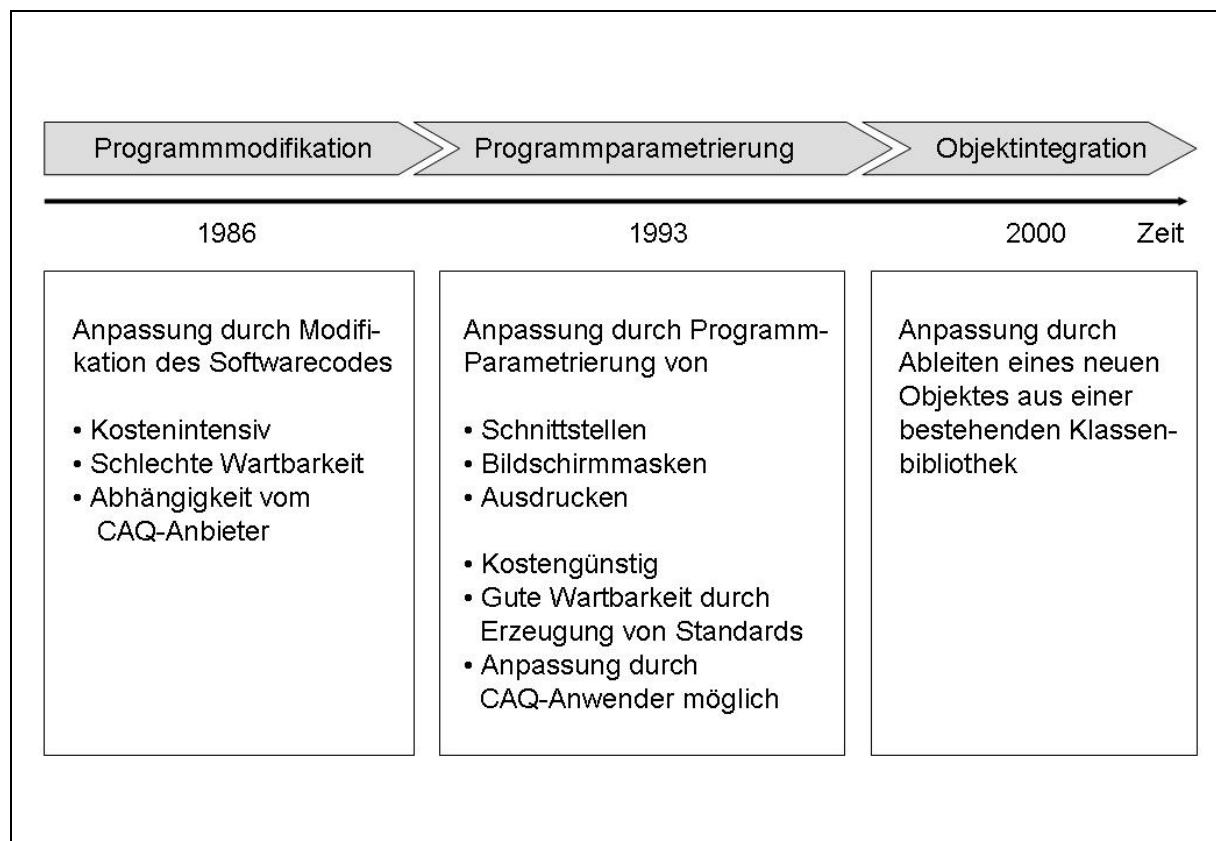 Programmmodifikation
Programmparametrierung
Objektintegration
1986
1993
2000
Zeit
Anpassung durch Modifi-
kation des Softwarecodes
• Kostenintensiv
• Schlechte Wartbarkeit
• Abhängigkeit vom
CAQ-Anbieter
Anpassung durch Programm-
Parametrierung von
• Schnittstellen
• Bildschirmmasken
• Ausdrucken
• Kostengünstig
• Gute Wartbarkeit durch
Erzeugung von Standards
• Anpassung durch
CAQ-Anwender möglich
Anpassung durch
Ableiten eines neuen
Objektes aus einer
bestehenden Klassen-
bibliothek